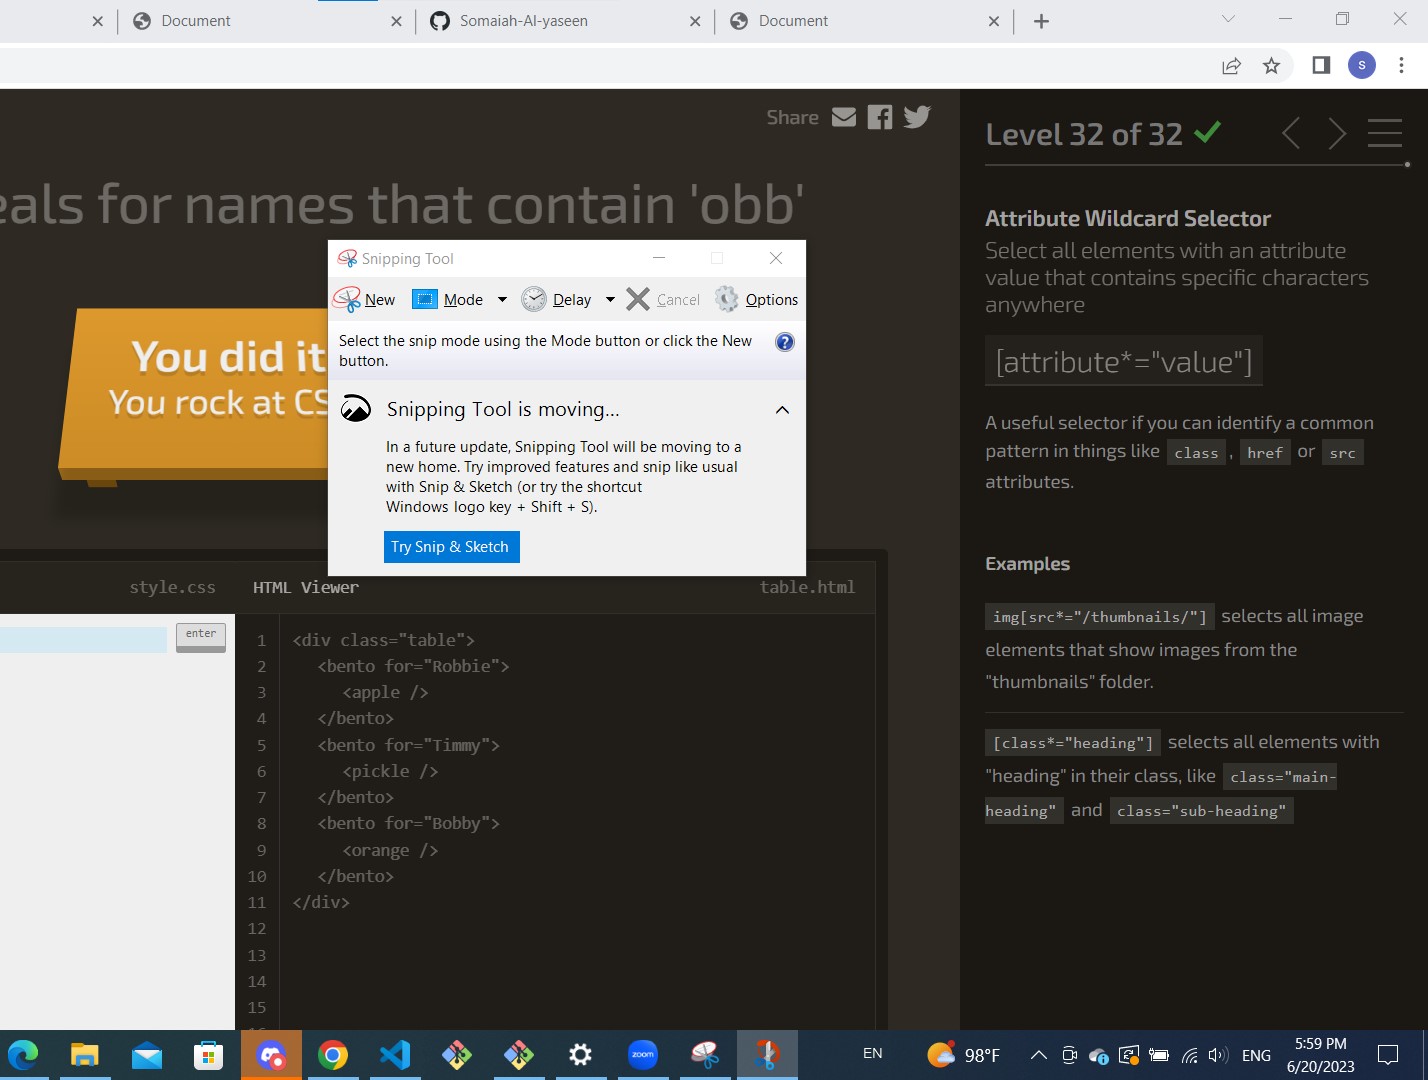 Document
Somaiah-Al-yaseen
Document
S
Share
Level 32 of 32
eals for names that contain 'obb'
You did it
You rock at CS
Snipping Tool
New Mode Delay Cancel Options
Select the snip mode using the Mode button or click the New
button.
Snipping Tool is moving...
In a future update, Snipping Tool will be moving to a
new home. Try improved features and snip like usual
with Snip & Sketch (or try the shortcut
Windows logo key + Shift + S).
Try Snip & Sketch
style.css
HTML Viewer
table.html
enter
1 <div class="table">
2 <bento for="Robbie">
3 <apple />
4 </bento>
5 <bento for="Timmy">
6 <pickle />
7 </bento>
8 <bento for="Bobby">
9 <orange />
10 </bento>
11 </div>
12
13
14
15
Attribute Wildcard Selector
Select all elements with an attribute
value that contains specific characters
anywhere
[attribute*="value"]
A useful selector if you can identify a common
pattern in things like class , href or src
attributes.
Examples
img[src*="/thumbnails/"] selects all image
elements that show images from the
"thumbnails" folder.
[class*="heading"] selects all elements with
"heading" in their class, like class="main-
heading" and class="sub-heading"
zoom
EN
98°F
ENG
5:59 PM
6/20/2023